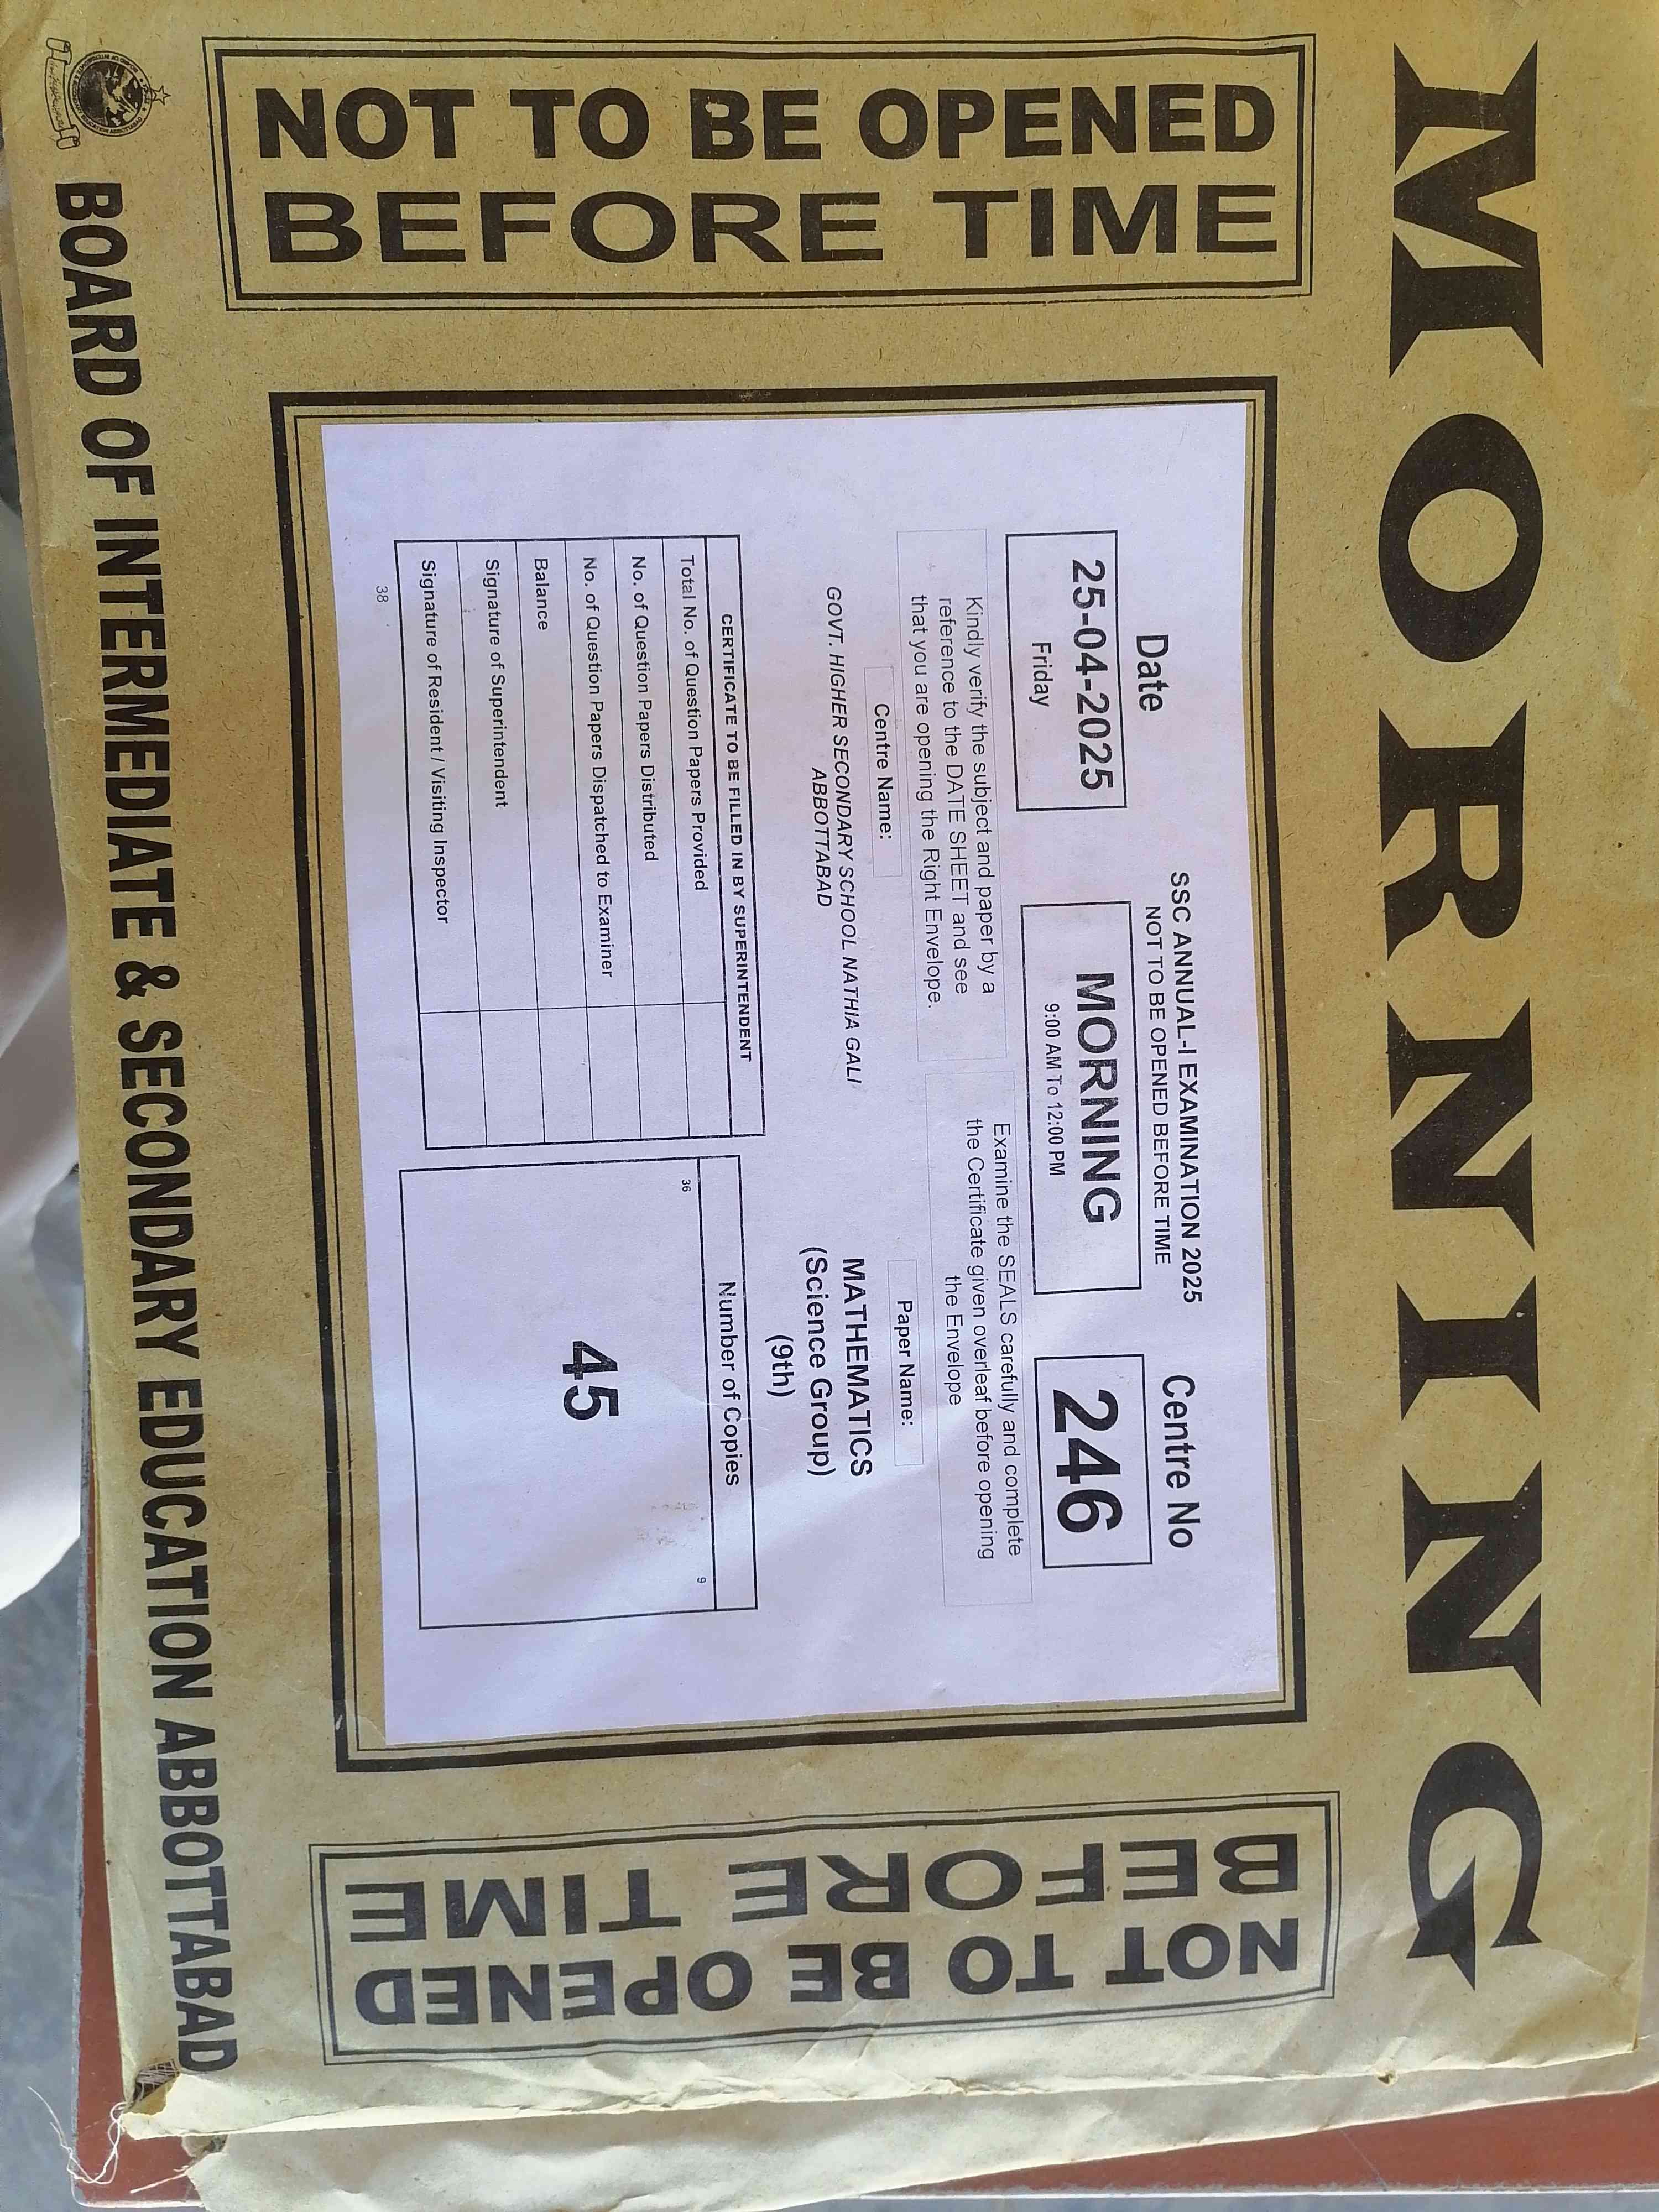 MORNING
NOT TO BE OPENED
BEFORE TIME
SSC ANNUAL-I EXAMINATION 2025
NOT TO BE OPENED BEFORE TIME
Date
25-04-2025
Friday
MORNING
9:00 AM To 12:00 PM
Centre No
246
Kindly verify the subject and paper by a
reference to the DATE SHEET and see
that you are opening the Right Envelope.
Examine the SEALS carefully and complete
the Certificate given overleaf before opening
the Envelope
Centre Name:
GOVT. HIGHER SECONDARY SCHOOL NATHIA GALI
ABBOTTABAD
Paper Name:
MATHEMATICS
(Science Group)
(9th)
CERTIFICATE TO BE FILLED IN BY SUPERINTENDENT
Total No. of Question Papers Provided
No. of Question Papers Distributed
No. of Question Papers Dispatched to Examiner
Balance
Signature of Superintendent
Signature of Resident / Visiting Inspector
38
Number of Copies
36
9
45
NOT TO BE OPENED
BEFORE TIME
BOARD OF INTERMEDIATE & SECONDARY EDUCATION ABBOTTABAD